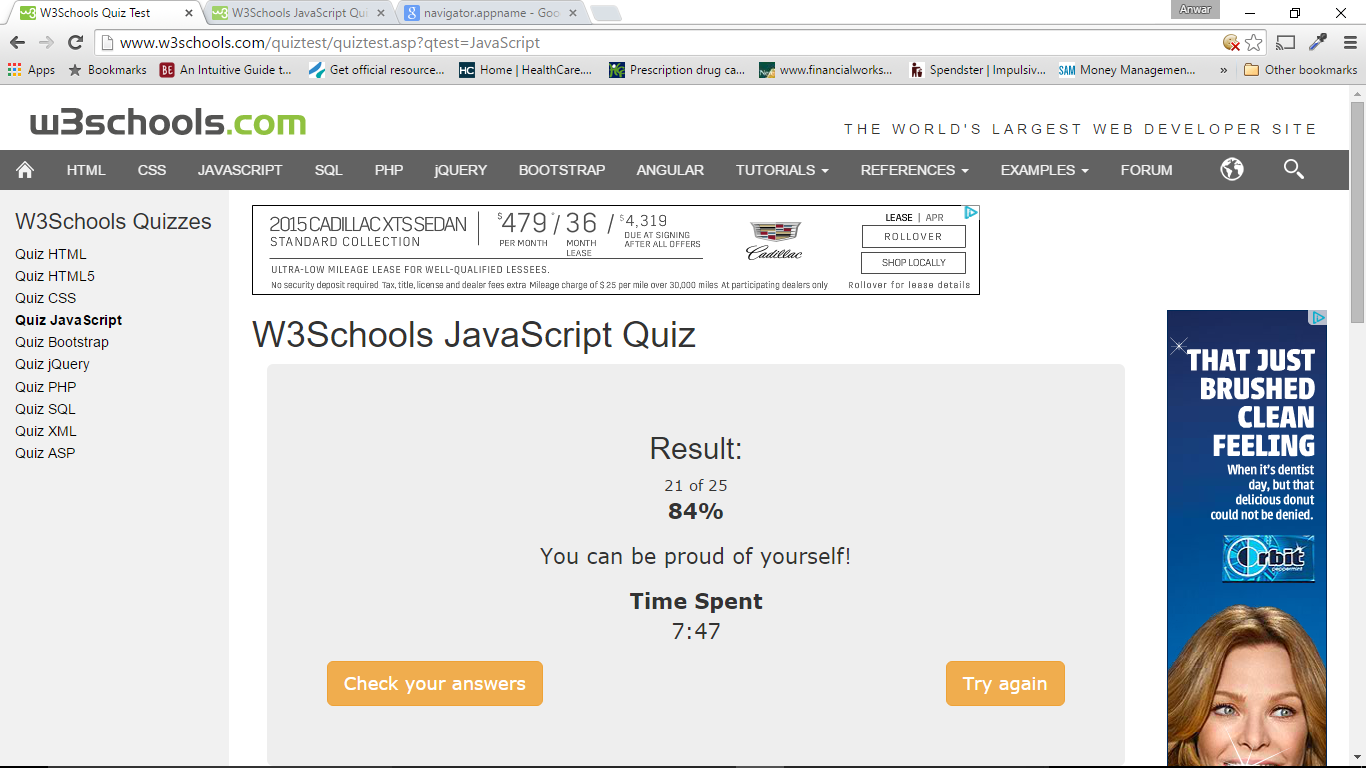 W3Schools Quiz Test
W3Schools JavaScript Qui
navigator.appname - Goo
Anwar
www.w3schools.com/quiztest/quiztest.asp?qtest=JavaScript
Apps
Bookmarks
BE An Intuitive Guide t...
Get official resource...
HC Home | HealthCare....
Prescription drug ca...
www.financialworks...
Spendster | Impulsiv...
SAM Money Managemen...
»
Other bookmarks
w3schools.com
THE WORLD'S LARGEST WEB DEVELOPER SITE
HTML CSS JAVASCRIPT SQL PHP jQUERY BOOTSTRAP ANGULAR TUTORIALS REFERENCES EXAMPLES FORUM
W3Schools Quizzes
Quiz HTML
Quiz HTML5
Quiz CSS
Quiz JavaScript
Quiz Bootstrap
Quiz jQuery
Quiz PHP
Quiz SQL
Quiz XML
Quiz ASP
2015 CADILLAC XTS SEDAN
STANDARD COLLECTION
$479*/36/$4,319
PER MONTH
MONTH
LEASE
DUE AT SIGNING
AFTER ALL OFFERS
ULTRA-LOW MILEAGE LEASE FOR WELL-QUALIFIED LESSEES.
No security deposit required Tax, title, license and dealer fees extra Mileage charge of $.25 per mile over 30,000 miles At participating dealers only
Cadillac
LEASE | APR
ROLLOVER
SHOP LOCALLY
Rollover for lease details
W3Schools JavaScript Quiz
Result:
21 of 25
84%
You can be proud of yourself!
Time Spent
7:47
Check your answers
Try again
THAT JUST
BRUSHED
CLEAN
FEELING
When it's dentist
day, but that
delicious donut
could not be denied.
Orbit
peppermint